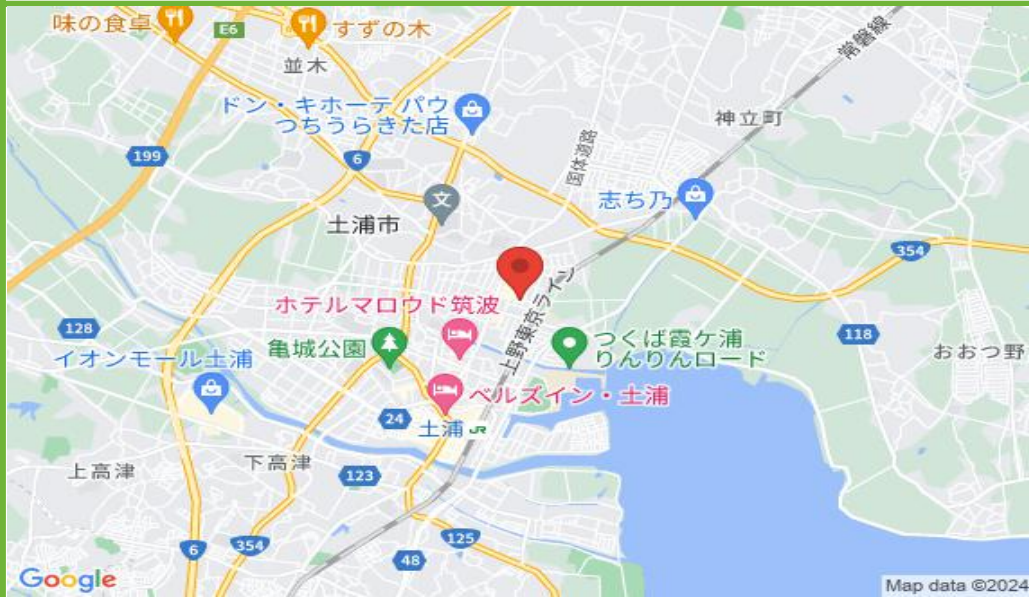 味の食卓
E6
すずの木
並木
常磐線
ドン・キホーテ パウ
つちうらきた店
神立町
199
6
国体道路
志ち乃
土浦市
354
ホテルマロウド筑波
上野東京ライン
128
亀城公園
つくば霞ケ浦
りんりんロード
118
イオンモール土浦
おおつ野
ベルズイン・土浦
24
土浦 JR
上高津
下高津
123
6
354
125
48
Google
Map data ©2024